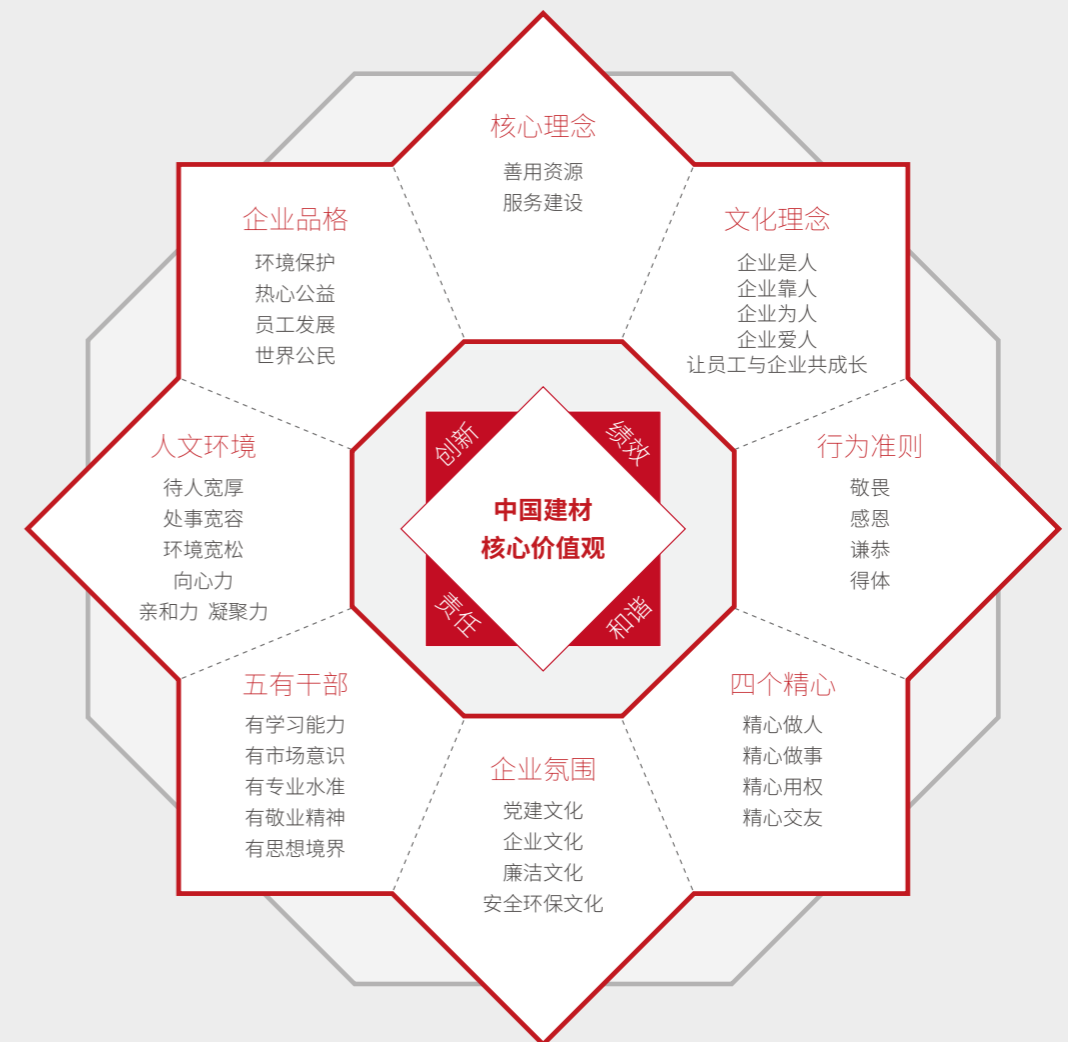 核心理念
善用资源
服务建设
文化理念
企业是人
企业靠人
企业为人
企业爱人
让员工与企业共成长
行为准则
敬畏
感恩
谦恭
得体
四个精心
精心做人
精心做事
精心用权
精心交友
企业氛围
党建文化
企业文化
廉洁文化
安全环保文化
五有干部
有学习能力
有市场意识
有专业水准
有敬业精神
有思想境界
人文环境
待人宽厚
处事宽容
环境宽松
向心力
亲和力 凝聚力
企业品格
环境保护
热心公益
员工发展
世界公民
创新
绩效
中国建材
核心价值观
责任
和谐